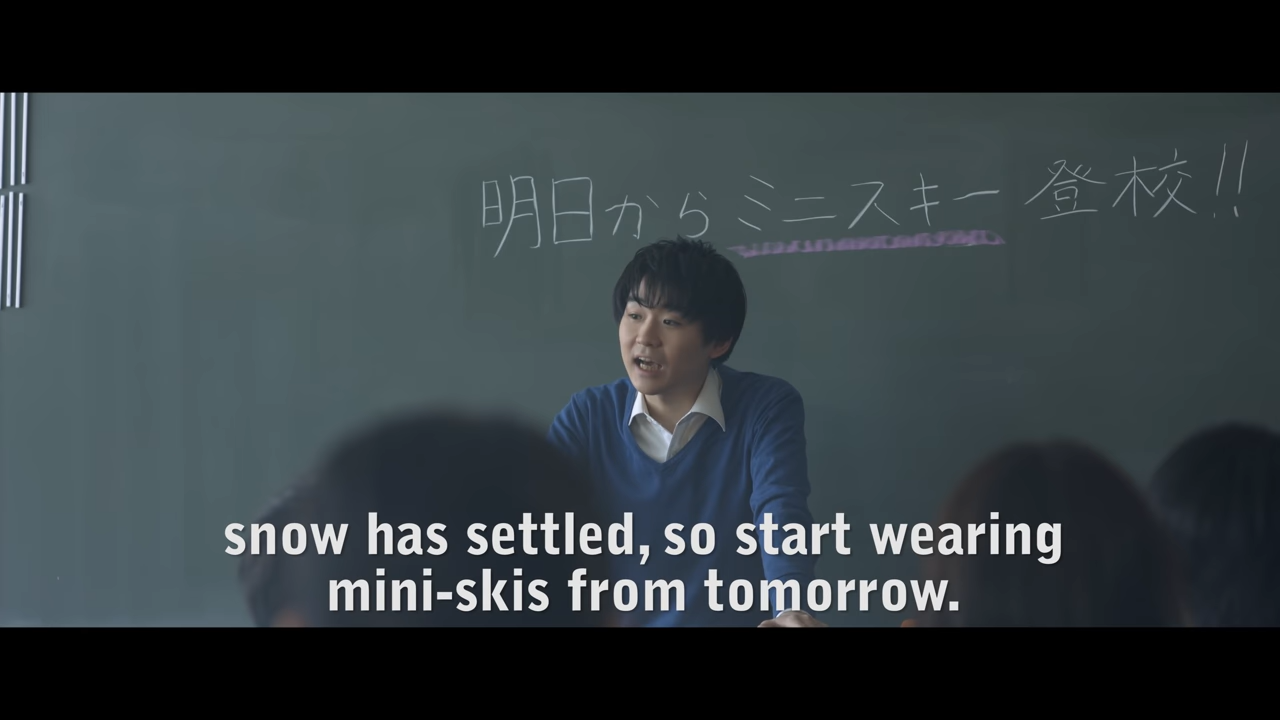 明日からミニスキー登校!!
snow has settled, so start wearing
mini-skis from tomorrow.